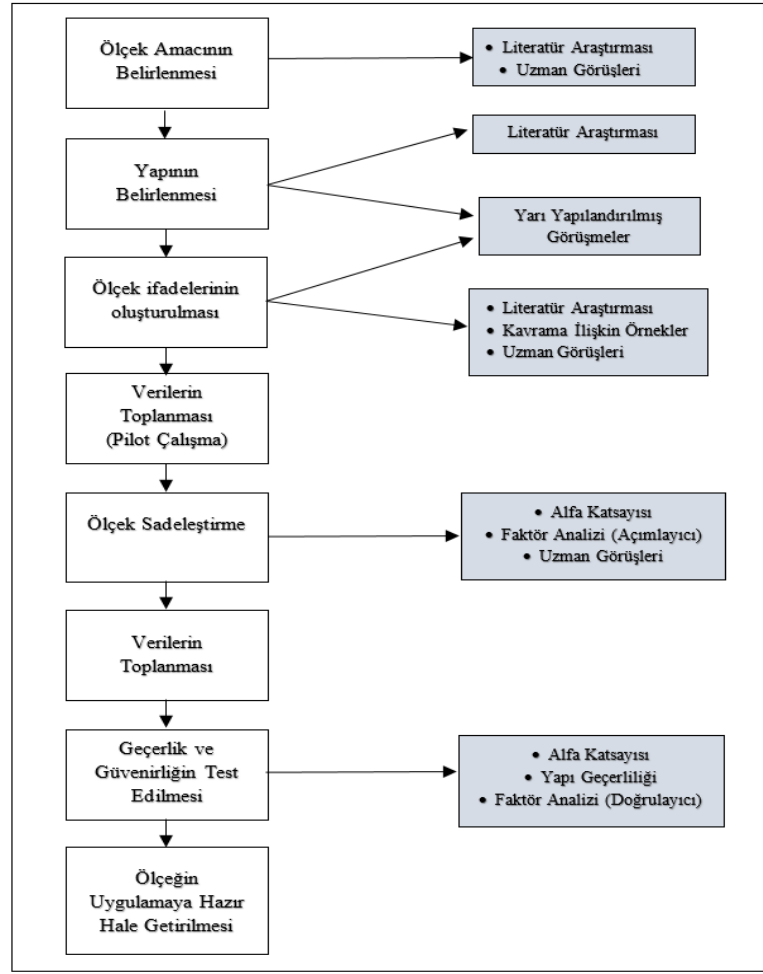 Ölçek Amacının
Belirlenmesi
• Literatür Araştırması
• Uzman Görüşleri
Yapının
Belirlenmesi
Literatür Araştırması
Yarı Yapılandırılmış
Görüşmeler
Ölçek ifadelerinin
oluşturulması
• Literatür Araştırması
• Kavrama İlişkin Örnekler
• Uzman Görüşleri
Verilerin
Toplanması
(Pilot Çalışma)
Ölçek Sadeleştirme
• Alfa Katsayısı
• Faktör Analizi (Açımlayıcı)
• Uzman Görüşleri
Verilerin
Toplanması
Geçerlik ve
Güvenirliğin Test
Edilmesi
• Alfa Katsayısı
• Yapı Geçerliliği
• Faktör Analizi (Doğrulayıcı)
Ölçeğin
Uygulamaya Hazır
Hale Getirilmesi